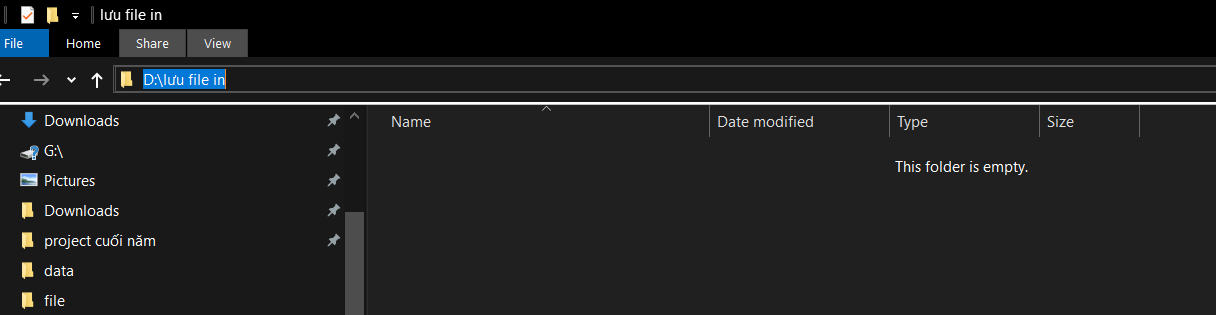 lưu file in
File Home Share View
D:\lưu file in
Name Date modified Type Size
This folder is empty.
Downloads
G:\
Pictures
Downloads
project cuối năm
data
file